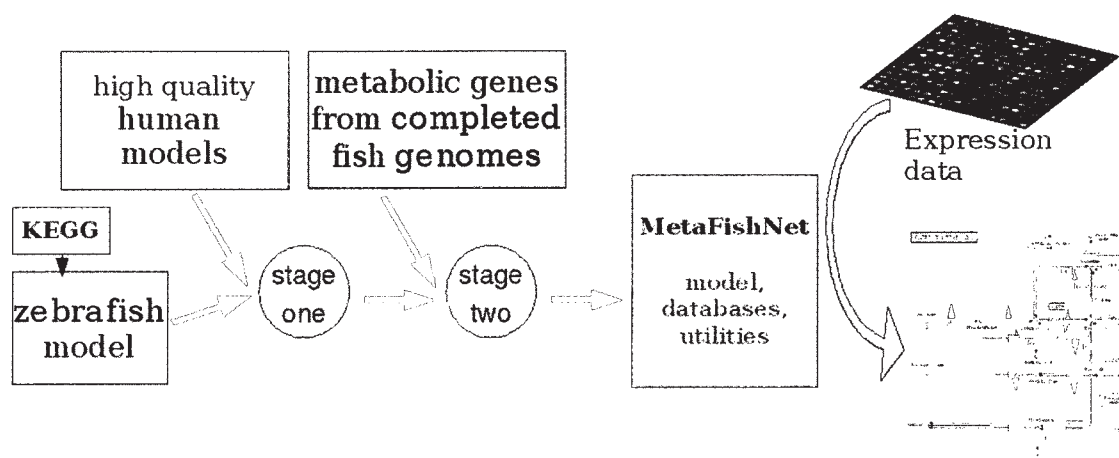 high quality
human
models
metabolic genes
from completed
fish genomes
KEGG
zebrafish
model
stage
one
stage
two
MetaFishNet
model,
databases,
utilities
Expression
data